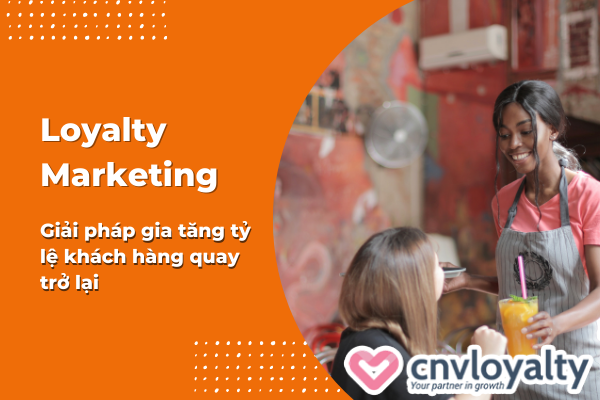 Loyalty
Marketing
Giải pháp gia tăng tỷ
lệ khách hàng quay
trở lại
cnvloyalty
Your partner in growth